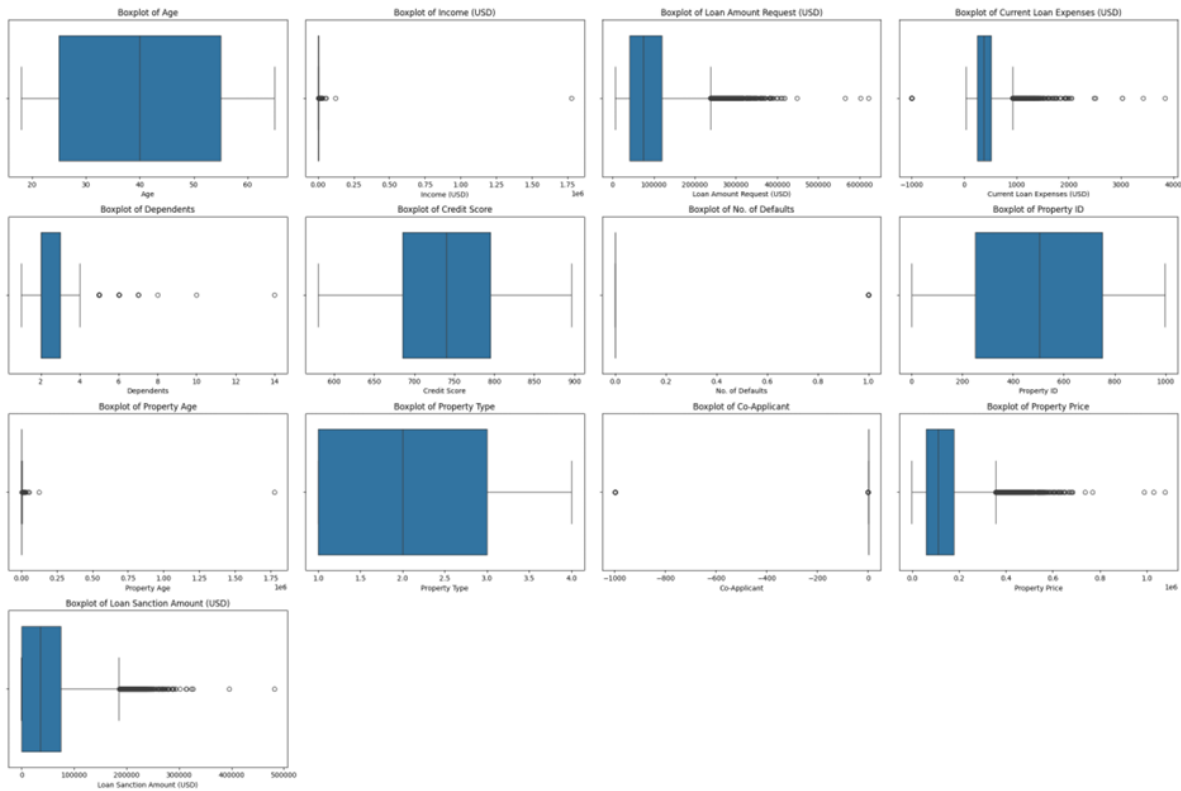 Boxplot of Age
Boxplot of Income (USD)
Boxplot of Loan Amount Request (USD)
Boxplot of Current Loan Expenses (USD)
20 30 40 50 60
0.00 0.25 0.50 0.75 1.00 1.25 1.50 1.75
0 100000 200000 300000 400000 500000 600000
−1000 0 1000 2000 3000 4000
1e6
Age
Income (USD)
Loan Amount Request (USD)
Current Loan Expenses (USD)
Boxplot of Dependents
Boxplot of Credit Score
Boxplot of No. of Defaults
Boxplot of Property ID
2 4 6 8 10 12 14
600 650 700 750 800 850 900
0.0 0.2 0.4 0.6 0.8 1.0
0 200 400 600 800 1000
Dependents
Credit Score
No. of Defaults
Property ID
Boxplot of Property Age
Boxplot of Property Type
Boxplot of Co-Applicant
Boxplot of Property Price
0.00 0.25 0.50 0.75 1.00 1.25 1.50 1.75
1.0 1.5 2.0 2.5 3.0 3.5 4.0
−1000 −800 −600 −400 −200 0
0.0 0.2 0.4 0.6 0.8 1.0
1e6
1e6
Property Age
Property Type
Co-Applicant
Property Price
Boxplot of Loan Sanction Amount (USD)
0 100000 200000 300000 400000 500000
Loan Sanction Amount (USD)